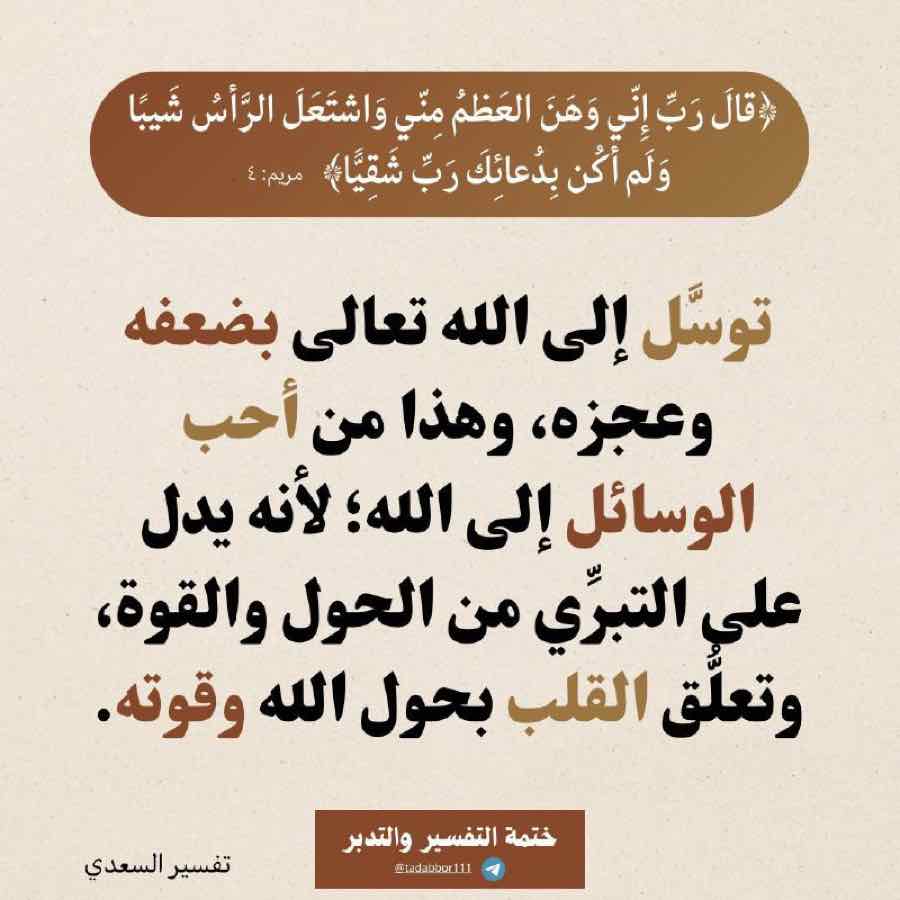 ﴿قالَ رَبِّ إِنّي وَهَنَ العَظمُ مِنّي وَاشتَعَلَ الرَّأسُ شَيبًا
وَلَم أَكُن بِدُعائِكَ رَبِّ شَقِيًّا﴾ مريم: ٤
توسَّل إلى الله تعالى بضعفه
وعجزه، وهذا من أحب
الوسائل إلى الله؛ لأنه يدل
على التبرِّي من الحول والقوة،
وتعلُّق القلب بحول الله وقوته.
ختمة التفسير والتدبر
@tadabbor111
تفسير السعدي